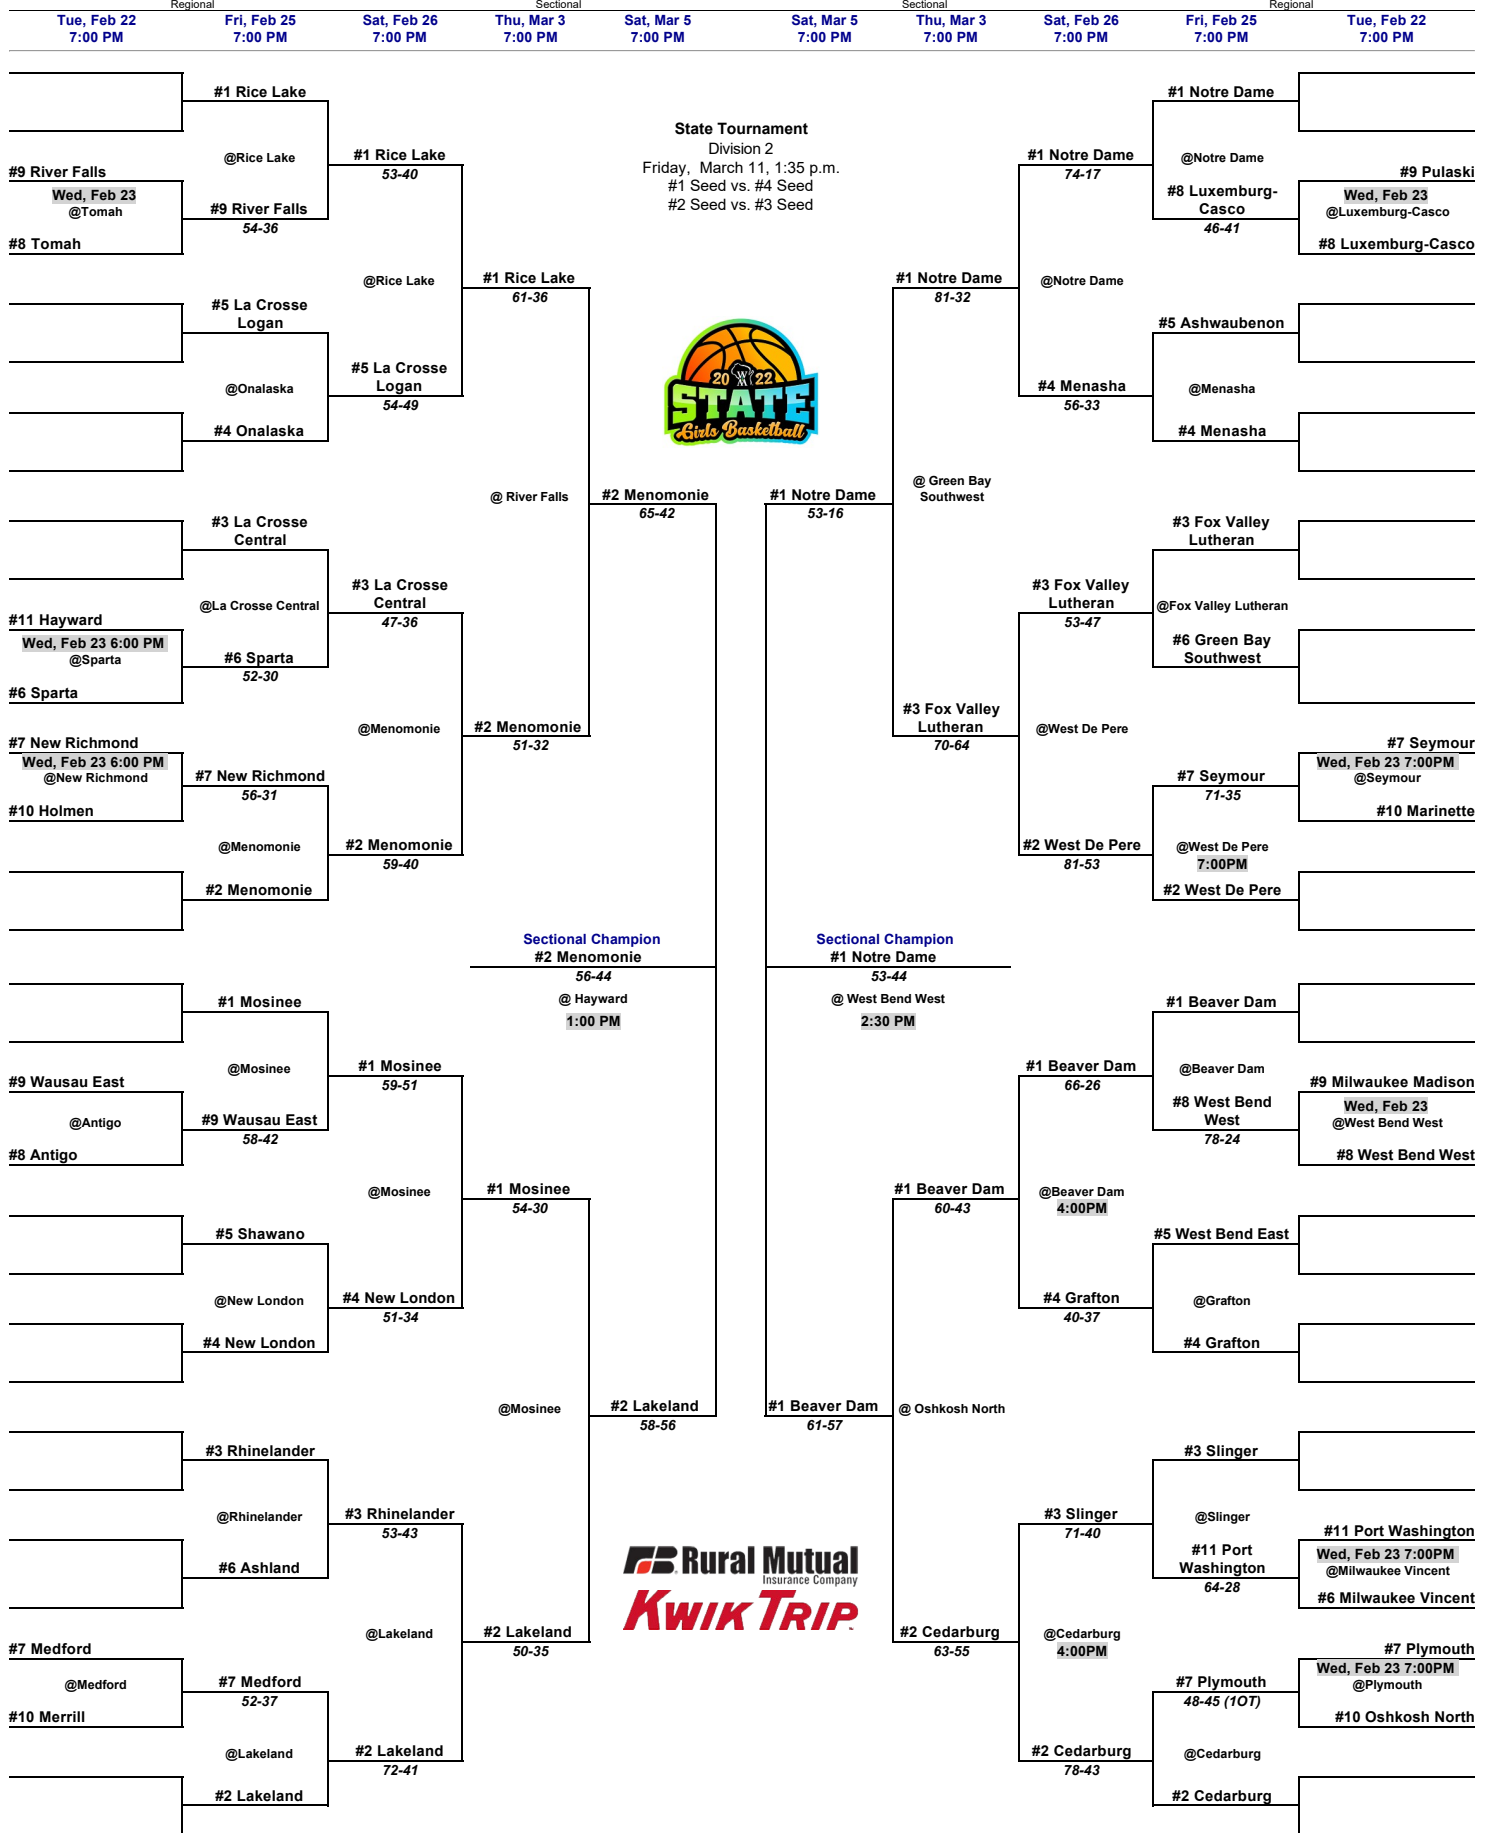 Regional
Sectional
Sectional
Regional
Tue, Feb 22
7:00 PM
Fri, Feb 25
7:00 PM
Sat, Feb 26
7:00 PM
Thu, Mar 3
7:00 PM
Sat, Mar 5
7:00 PM
Sat, Mar 5
7:00 PM
Thu, Mar 3
7:00 PM
Sat, Feb 26
7:00 PM
Fri, Feb 25
7:00 PM
Tue, Feb 22
7:00 PM
#9 River Falls
Wed, Feb 23
@Tomah
#8 Tomah
#11 Hayward
Wed, Feb 23 6:00 PM
@Sparta
#6 Sparta
#7 New Richmond
Wed, Feb 23 6:00 PM
@New Richmond
#10 Holmen
#9 Wausau East
@Antigo
#8 Antigo
#7 Medford
@Medford
#10 Merrill
#1 Rice Lake
@Rice Lake
#9 River Falls
54-36
#5 La Crosse
Logan
@Onalaska
#4 Onalaska
#3 La Crosse
Central
@La Crosse Central
#6 Sparta
52-30
#7 New Richmond
56-31
@Menomonie
#2 Menomonie
#1 Mosinee
@Mosinee
#9 Wausau East
58-42
#5 Shawano
@New London
#4 New London
#3 Rhinelander
@Rhinelander
#6 Ashland
#7 Medford
52-37
@Lakeland
#2 Lakeland
#1 Rice Lake
53-40
@Rice Lake
#5 La Crosse
Logan
54-49
#3 La Crosse
Central
47-36
@Menomonie
#2 Menomonie
59-40
#1 Mosinee
59-51
@Mosinee
#4 New London
51-34
#3 Rhinelander
53-43
@Lakeland
#2 Lakeland
72-41
#1 Rice Lake
61-36
@ River Falls
#2 Menomonie
51-32
#1 Mosinee
54-30
@Mosinee
#2 Lakeland
50-35
#2 Menomonie
65-42
Sectional Champion
#2 Menomonie
56-44
@ Hayward
1:00 PM
#2 Lakeland
58-56
State Tournament
Division 2
Friday, March 11, 1:35 p.m.
#1 Seed vs. #4 Seed
#2 Seed vs. #3 Seed
20 WIAA 22
STATE
Girls Basketball
Rural Mutual
Insurance Company
KWIK TRIP
#1 Notre Dame
53-16
Sectional Champion
#1 Notre Dame
53-44
@ West Bend West
2:30 PM
#1 Beaver Dam
61-57
#1 Notre Dame
81-32
@ Green Bay
Southwest
#3 Fox Valley
Lutheran
70-64
#1 Beaver Dam
60-43
@ Oshkosh North
#2 Cedarburg
63-55
#1 Notre Dame
74-17
@Notre Dame
#4 Menasha
56-33
#3 Fox Valley
Lutheran
53-47
@West De Pere
#2 West De Pere
81-53
#1 Beaver Dam
66-26
@Beaver Dam
4:00PM
#4 Grafton
40-37
#3 Slinger
71-40
@Cedarburg
4:00PM
#2 Cedarburg
78-43
#1 Notre Dame
@Notre Dame
#8 Luxemburg-
Casco
46-41
#5 Ashwaubenon
@Menasha
#4 Menasha
#3 Fox Valley
Lutheran
@Fox Valley Lutheran
#6 Green Bay
Southwest
#7 Seymour
71-35
@West De Pere
7:00PM
#2 West De Pere
#1 Beaver Dam
@Beaver Dam
#8 West Bend
West
78-24
#5 West Bend East
@Grafton
#4 Grafton
#3 Slinger
@Slinger
#11 Port
Washington
64-28
#7 Plymouth
48-45 (1OT)
@Cedarburg
#2 Cedarburg
#9 Pulaski
Wed, Feb 23
@Luxemburg-Casco
#8 Luxemburg-Casco
#7 Seymour
Wed, Feb 23 7:00PM
@Seymour
#10 Marinette
#9 Milwaukee Madison
Wed, Feb 23
@West Bend West
#8 West Bend West
#11 Port Washington
Wed, Feb 23 7:00PM
@Milwaukee Vincent
#6 Milwaukee Vincent
#7 Plymouth
Wed, Feb 23 7:00PM
@Plymouth
#10 Oshkosh North